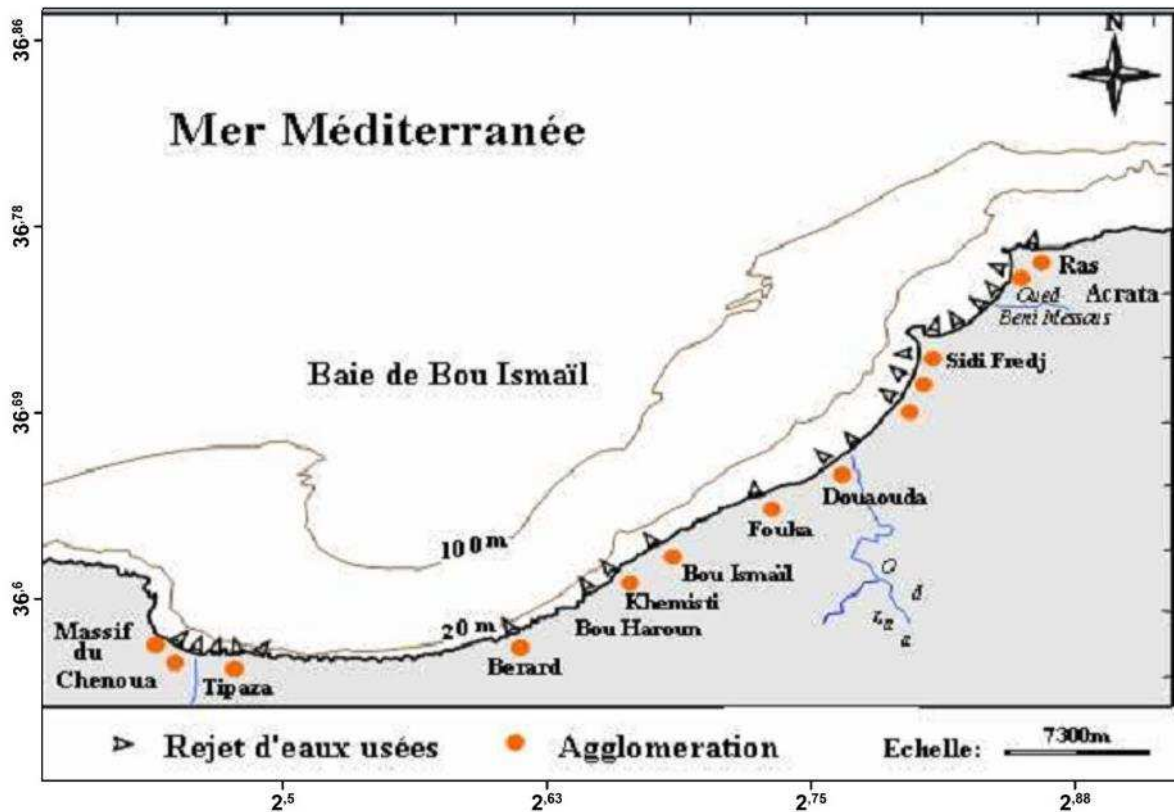 N
36.86
36.78
36.69
36.6
Mer Méditerranée
Baie de Bou Ismaïl
100m
20m
Ras
Acrata
Oued
Beni Messous
Sidi Fredj
Douaouda
Fouka
Bou Ismaïl
Khemisti
Bou Haroun
Berard
Tipaza
Massif
du
Chenoua
Rejet d'eaux usées
Agglomeration
Echelle:
7300m
2.5
2.63
2.75
2.88